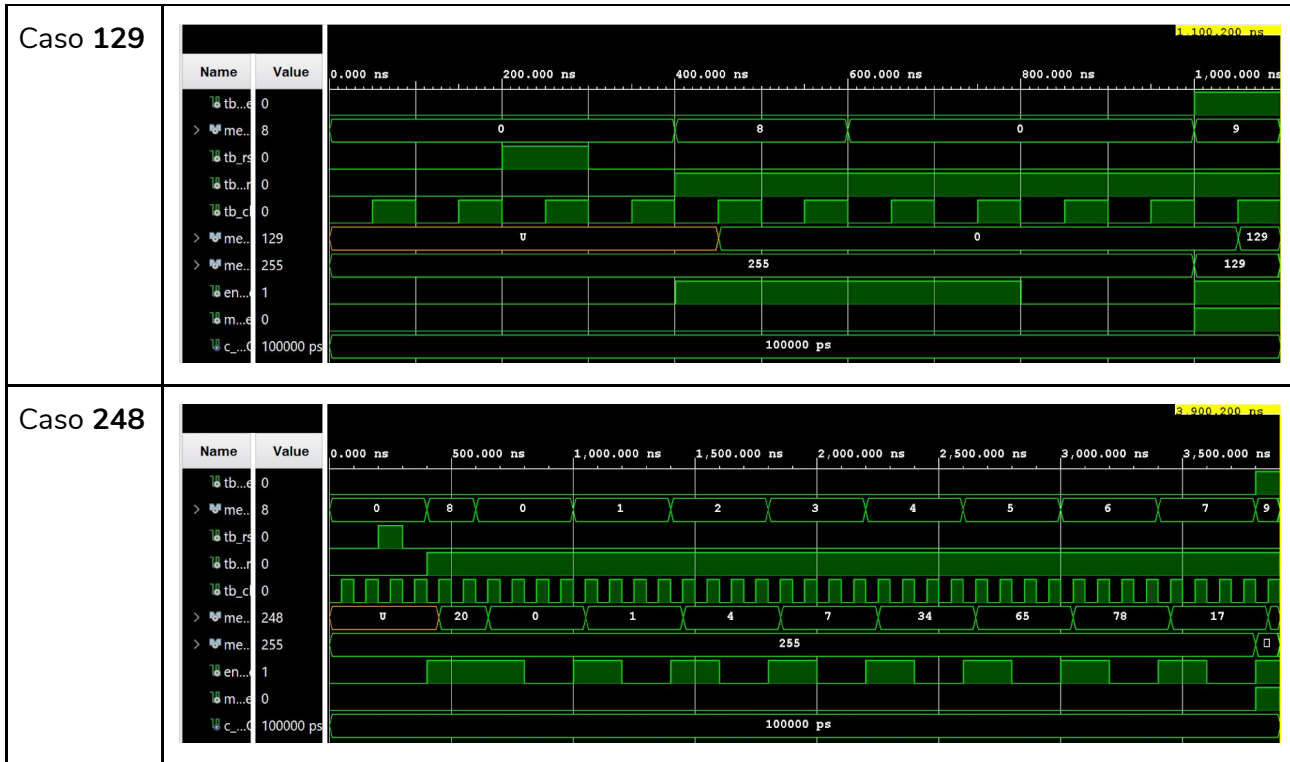 Caso 129
1,100.200 ns
Name Value 0.000 ns 200.000 ns 400.000 ns 600.000 ns 800.000 ns 1,000.000 ns
tb...e 0
> me.. 8 0 8 0 9
tb_rs 0
tb...r 0
tb_cl 0
> me.. 129 U 0 129
> me.. 255 255 129
en...e 1
m...e 0
c_...C 100000 ps 100000 ps
Caso 248
3,900.200 ns
Name Value 0.000 ns 500.000 ns 1,000.000 ns 1,500.000 ns 2,000.000 ns 2,500.000 ns 3,000.000 ns 3,500.000 ns
tb...e 0
> me.. 8 0 8 0 1 2 3 4 5 6 7 9
tb_rs 0
tb...r 0
tb_cl 0
> me.. 248 U 20 0 1 4 7 34 65 78 17
> me.. 255 255
en...e 1
m...e 0
c_...C 100000 ps 100000 ps